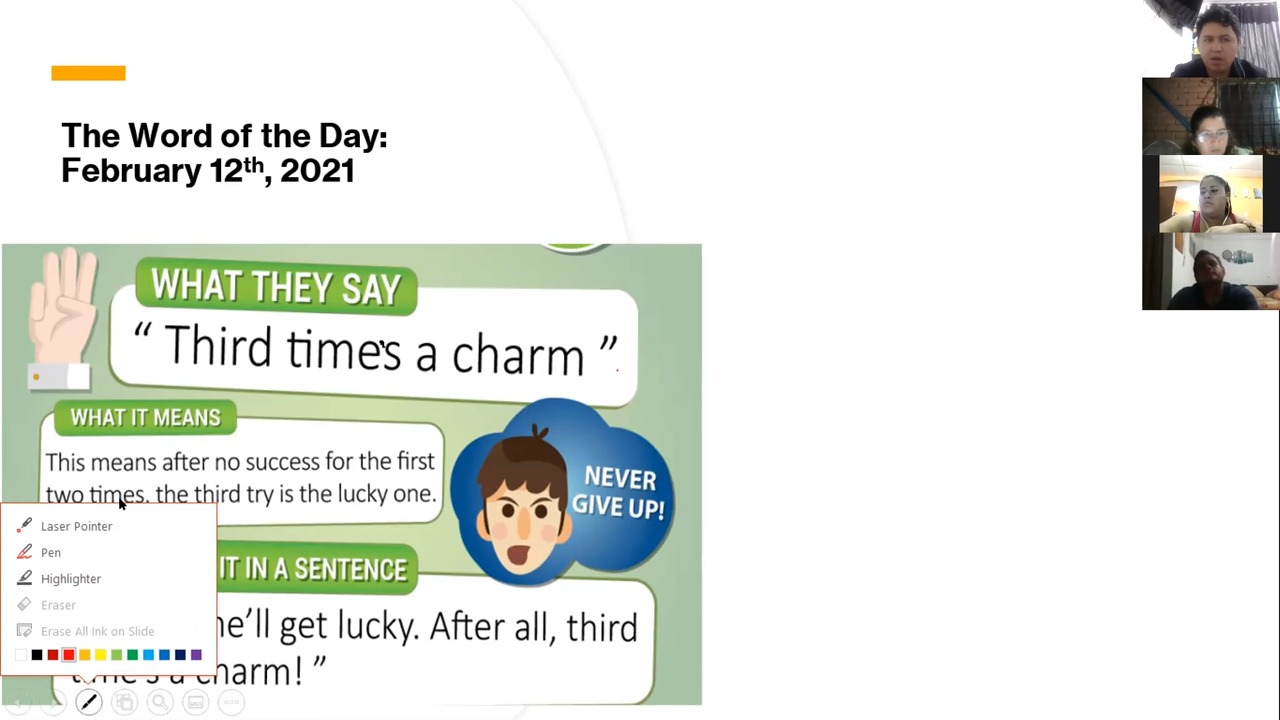 The Word of the Day:
February 12th, 2021
WHAT THEY SAY
“ Third time's a charm ”
WHAT IT MEANS
This means after no success for the first
two times, the third try is the lucky one.
NEVER
GIVE UP!
Laser Pointer
Pen
Highlighter
Eraser
Erase All Ink on Slide
IT IN A SENTENCE
he'll get lucky. After all, third
time's a charm! ”